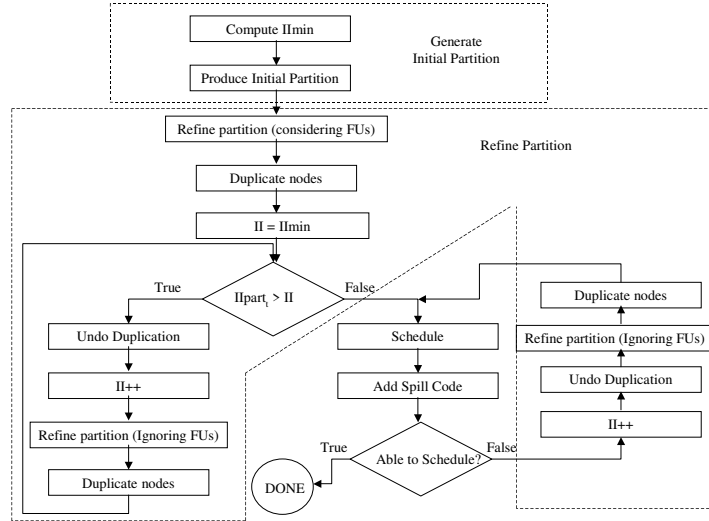 Compute IImin
Generate
Initial Partition
Produce Initial Partition
Refine partition (considering FUs)
Refine Partition
Duplicate nodes
II = IImin
True
IIpart_t > II
False
Undo Duplication
II++
Refine partition (Ignoring FUs)
Duplicate nodes
Schedule
Add Spill Code
True
Able to Schedule?
False
DONE
Duplicate nodes
Refine partition (Ignoring FUs)
Undo Duplication
II++